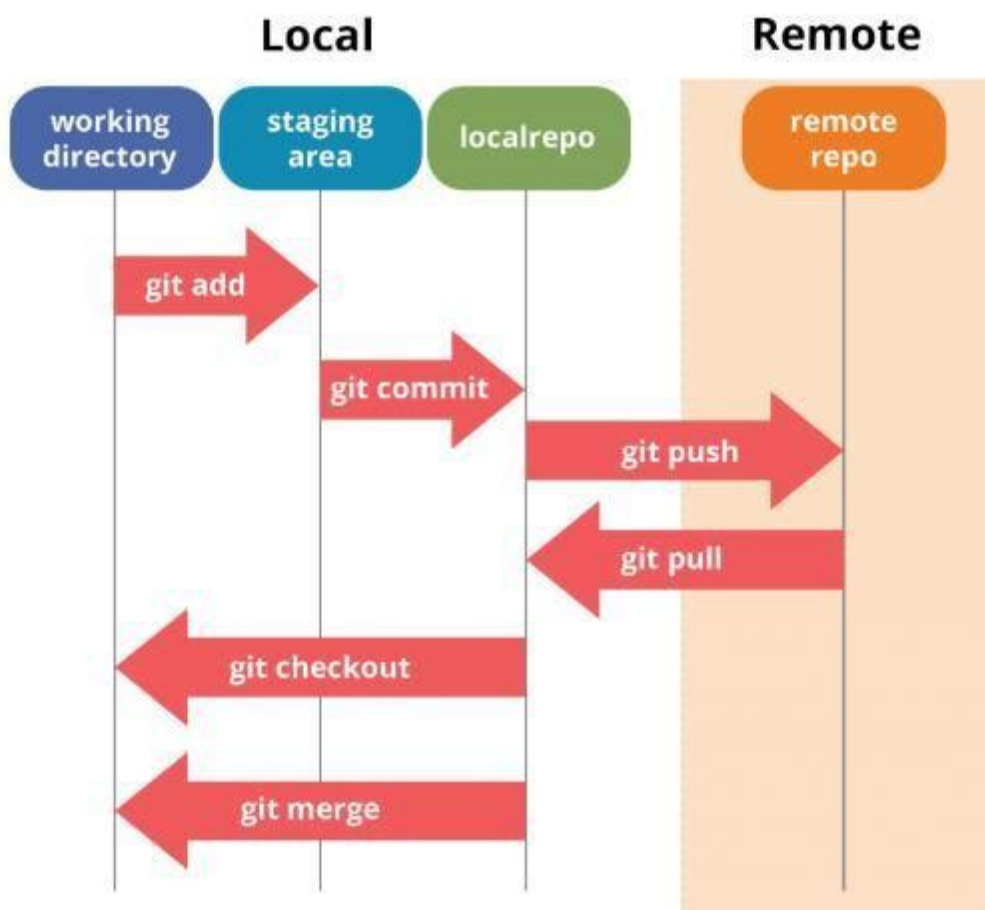 Local
Remote
working
directory
staging
area
localrepo
remote
repo
git add
git commit
git push
git pull
git checkout
git merge